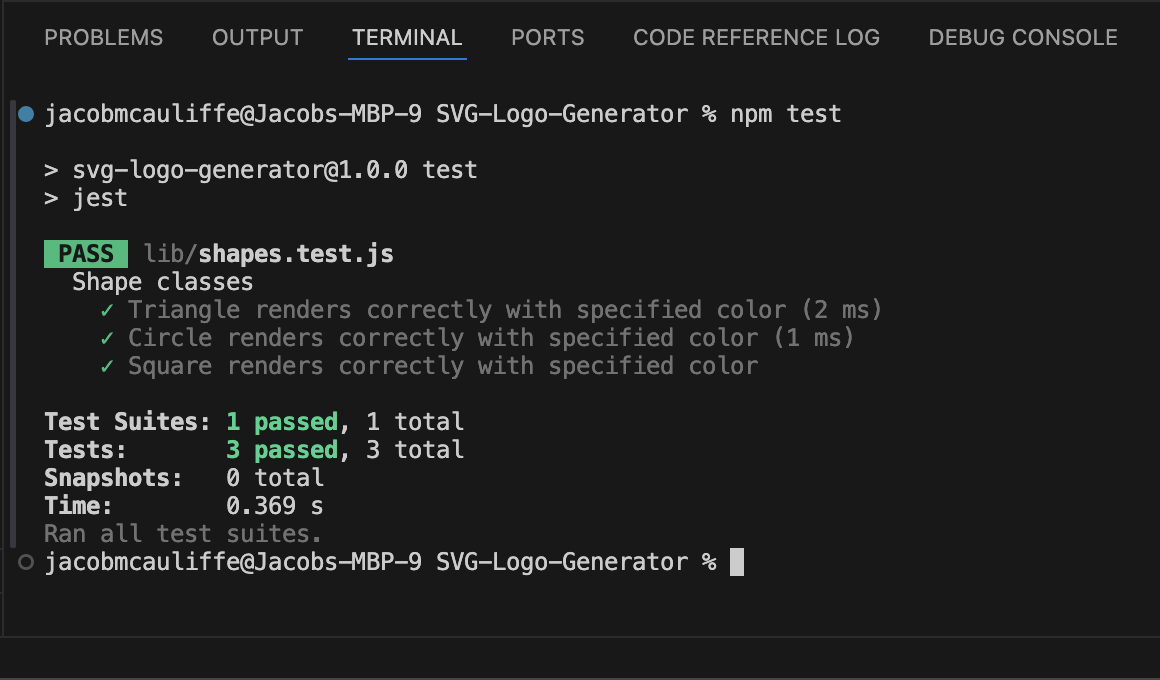 PROBLEMS OUTPUT TERMINAL PORTS CODE REFERENCE LOG DEBUG CONSOLE
jacobmcauliffe@Jacobs-MBP-9 SVG-Logo-Generator % npm test
> svg-logo-generator@1.0.0 test
> jest
PASS lib/shapes.test.js
Shape classes
✓ Triangle renders correctly with specified color (2 ms)
✓ Circle renders correctly with specified color (1 ms)
✓ Square renders correctly with specified color
Test Suites: 1 passed, 1 total
Tests: 3 passed, 3 total
Snapshots: 0 total
Time: 0.369 s
Ran all test suites.
jacobmcauliffe@Jacobs-MBP-9 SVG-Logo-Generator %